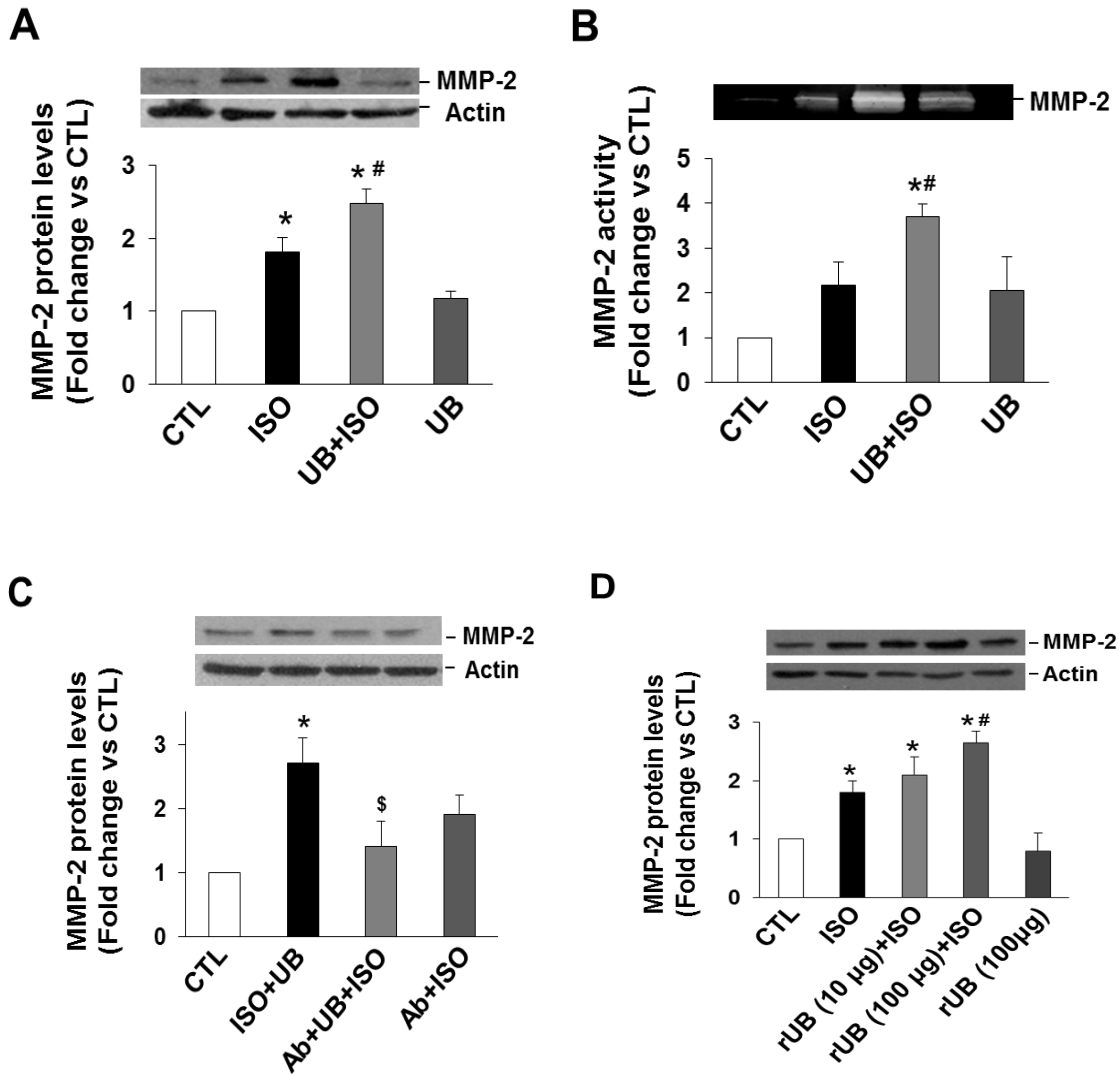 A
MMP-2
Actin
MMP-2 protein levels
(Fold change vs CTL)
3
2
1
0
*
* #
CTL
ISO
UB+ISO
UB
B
MMP-2
MMP-2 activity
(Fold change vs CTL)
5
4
3
2
1
0
*#
CTL
ISO
UB+ISO
UB
C
MMP-2
Actin
MMP-2 protein levels
(Fold change vs CTL)
3
2
1
0
*
$
CTL
ISO+UB
Ab+UB+ISO
Ab+ISO
D
MMP-2
Actin
MMP-2 protein levels
(Fold change vs CTL)
3
2
1
0
*
*
* #
CTL
ISO
rUB (10 µg)+ISO
rUB (100 µg)+ISO
rUB (100µg)